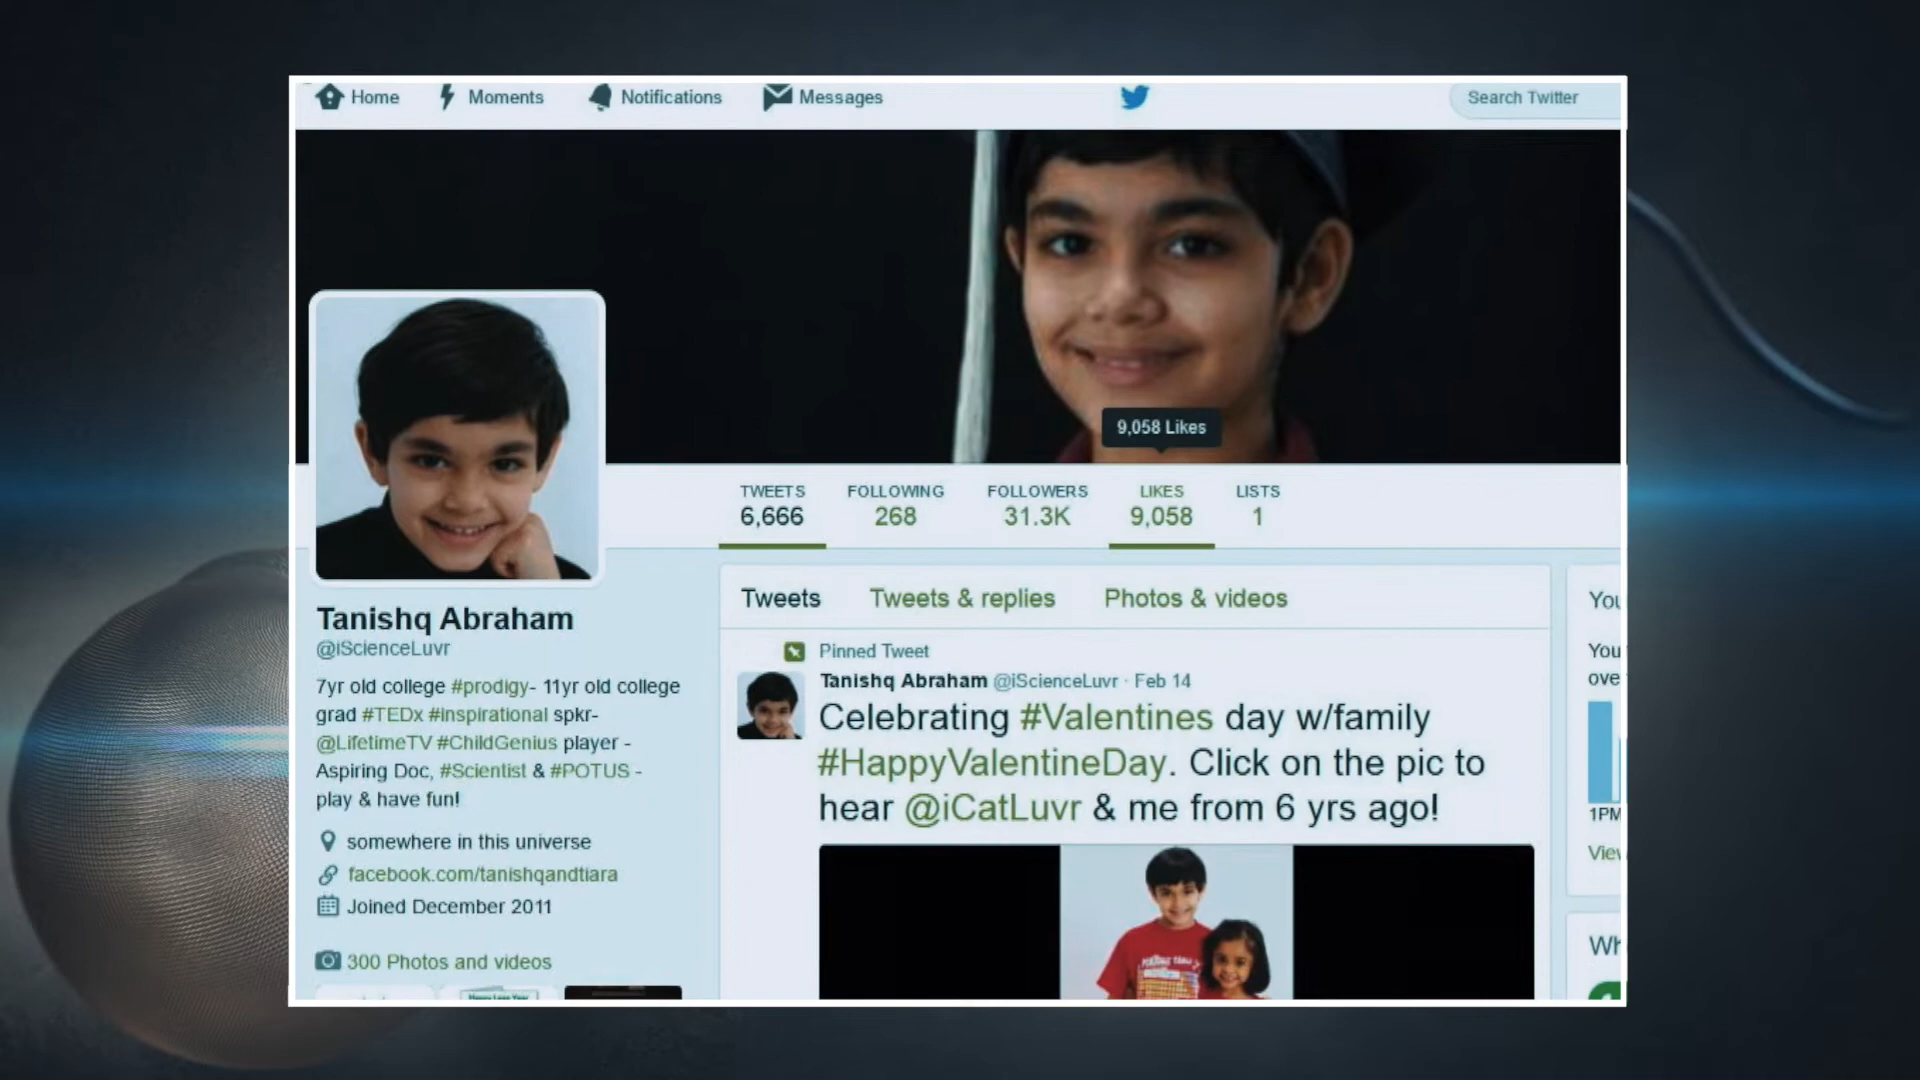 Home Moments Notifications Messages Search Twitter
9,058 Likes
TWEETS FOLLOWING FOLLOWERS LIKES LISTS
6,666 268 31.3K 9,058 1
Tanishq Abraham
@iScienceLuvr
7yr old college #prodigy- 11yr old college
grad #TEDx #inspirational spkr-
@LifetimeTV #ChildGenius player -
Aspiring Doc, #Scientist & #POTUS -
play & have fun!
somewhere in this universe
facebook.com/tanishqandtiara
Joined December 2011
300 Photos and videos
Tweets Tweets & replies Photos & videos
Pinned Tweet
Tanishq Abraham @iScienceLuvr · Feb 14
Celebrating #Valentines day w/family
#HappyValentineDay. Click on the pic to
hear @iCatLuvr & me from 6 yrs ago!
You
ove
1PM